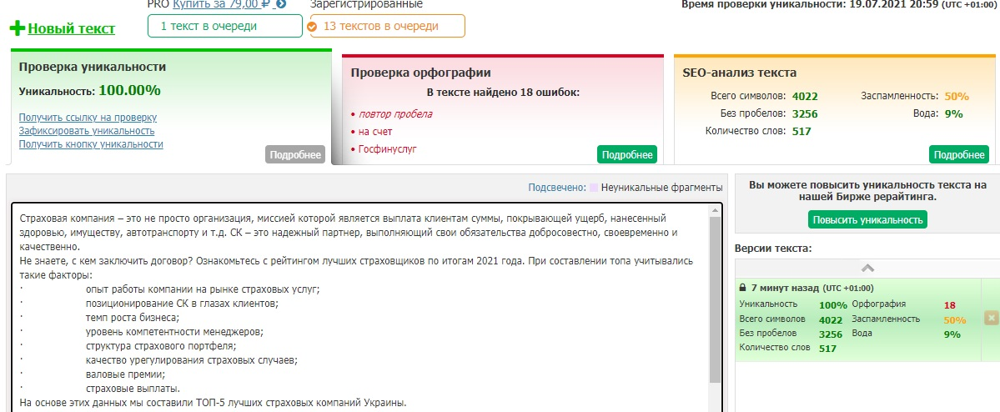 PRO Купить за 79,00 ₽
Зарегистрированные
Время проверки уникальности: 19.07.2021 20:59 (UTC +01:00)
Новый текст
1 текст в очереди
13 текстов в очереди
Проверка уникальности
Уникальность: 100.00%
Получить ссылку на проверку
Зафиксировать уникальность
Получить кнопку уникальности
Подробнее
Проверка орфографии
В тексте найдено 18 ошибок:
• повтор пробела
• на счет
• Госфинуслуг
Подробнее
SEO-анализ текста
Всего символов: 4022 Заспамленность: 50%
Без пробелов: 3256 Вода: 9%
Количество слов: 517
Подробнее
Подсвечено: Неуникальные фрагменты
Страховая компания – это не просто организация, миссией которой является выплата клиентам суммы, покрывающей ущерб, нанесенный
здоровью, имуществу, автотранспорту и т.д. СК – это надежный партнер, выполняющий свои обязательства добросовестно, своевременно и
качественно.
Не знаете, с кем заключить договор? Ознакомьтесь с рейтингом лучших страховщиков по итогам 2021 года. При составлении топа учитывались
такие факторы:
· опыт работы компании на рынке страховых услуг;
· позиционирование СК в глазах клиентов;
· темп роста бизнеса;
· уровень компетентности менеджеров;
· структура страхового портфеля;
· качество урегулирования страховых случаев;
· валовые премии;
· страховые выплаты.
На основе этих данных мы составили ТОП-5 лучших страховых компаний Украины.
Вы можете повысить уникальность текста на
нашей Бирже рерайтинга.
Повысить уникальность
Версии текста:
7 минут назад (UTC +01:00)
Уникальность 100% Орфография 18
Всего символов 4022 Заспамленность 50%
Без пробелов 3256 Вода 9%
Количество слов 517